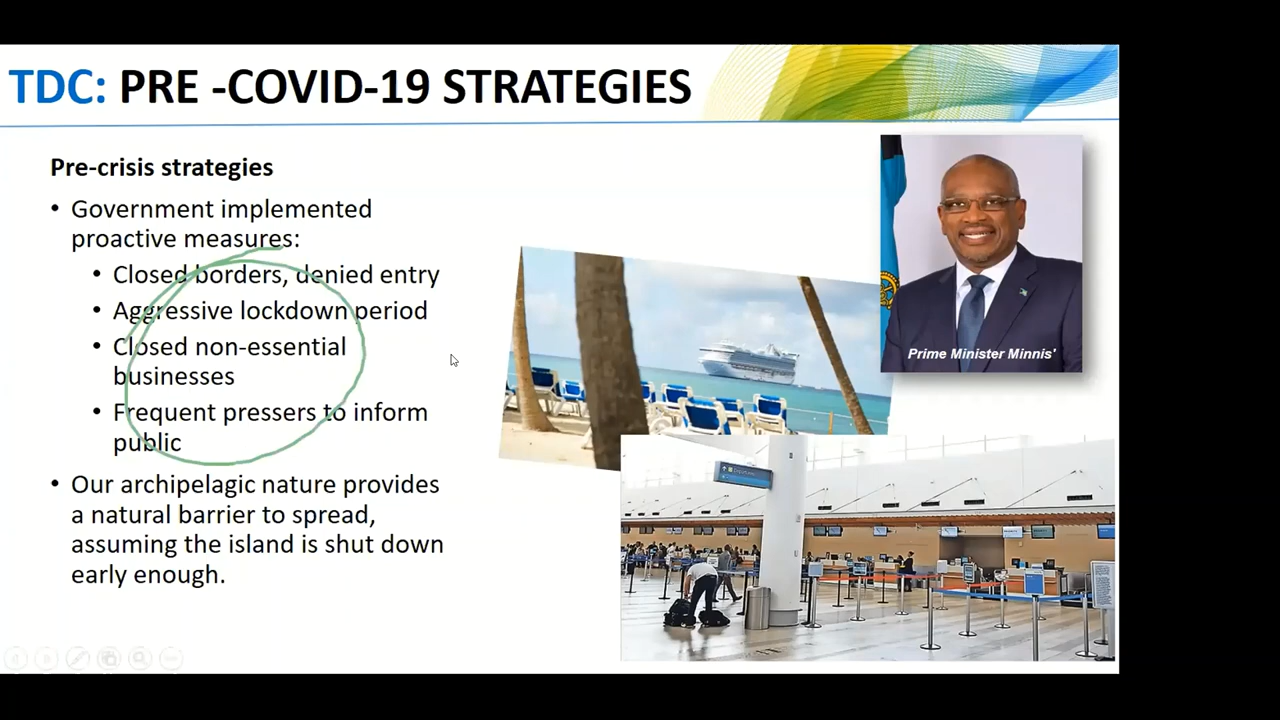 TDC: PRE -COVID-19 STRATEGIES
Pre-crisis strategies
• Government implemented
proactive measures:
• Closed borders, denied entry
• Aggressive lockdown period
• Closed non-essential
businesses
• Frequent pressers to inform
public
• Our archipelagic nature provides
a natural barrier to spread,
assuming the island is shut down
early enough.
Prime Minister Minnis'